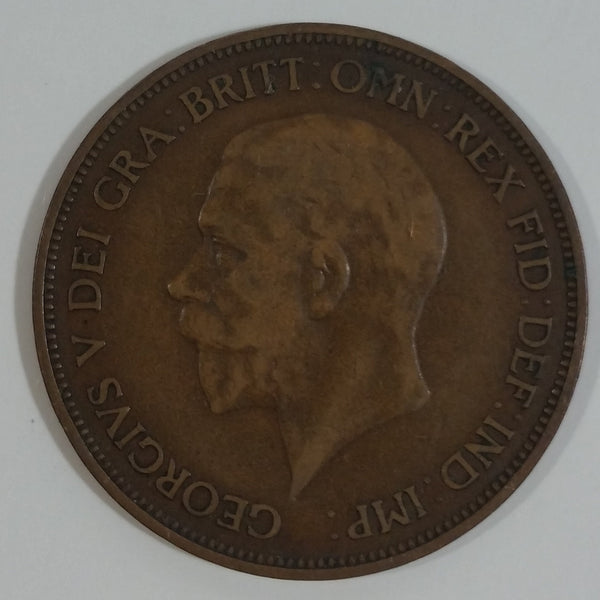 GEORGIVS V DEI GRA: BRITT: OMN: REX FID: DEF: IND: IMP: